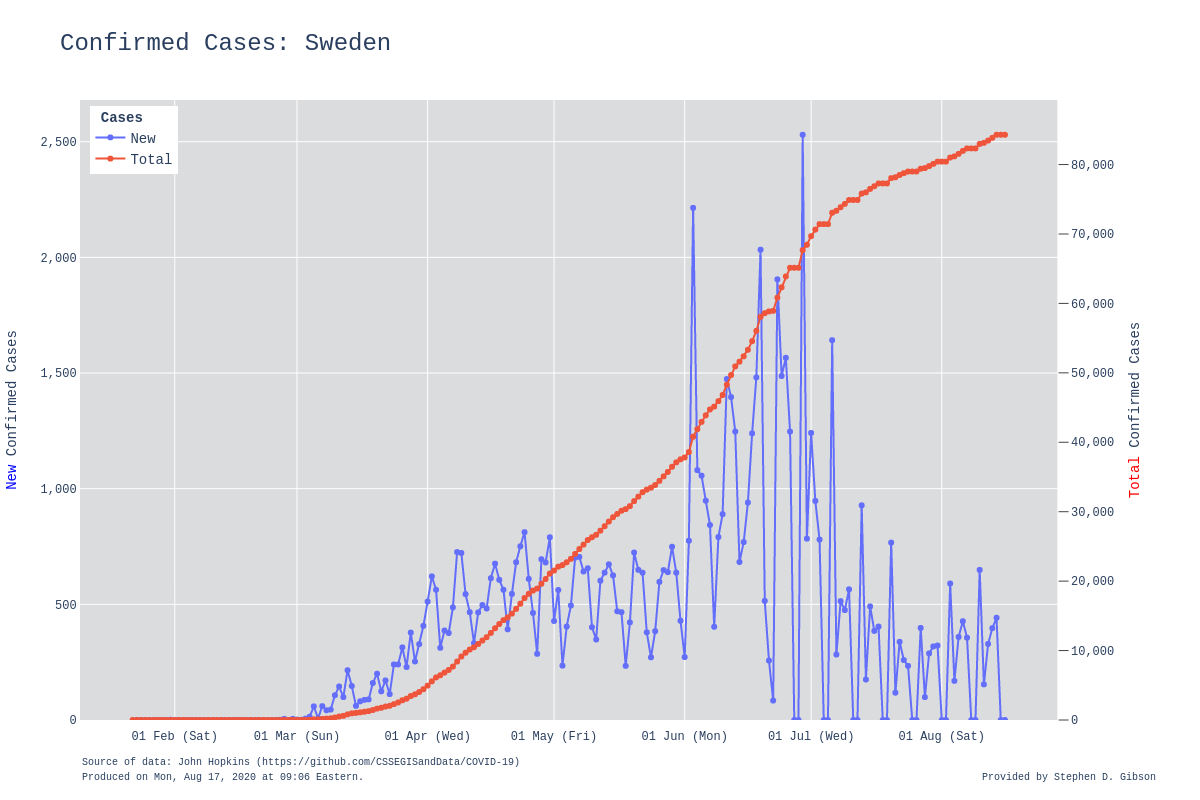 Confirmed Cases: Sweden
Cases
New
Total
2,500
2,000
1,500
1,000
500
0
New Confirmed Cases
80,000
70,000
60,000
50,000
40,000
30,000
20,000
10,000
0
Total Confirmed Cases
01 Feb (Sat) 01 Mar (Sun) 01 Apr (Wed) 01 May (Fri) 01 Jun (Mon) 01 Jul (Wed) 01 Aug (Sat)
Source of data: John Hopkins (https://github.com/CSSEGISandData/COVID-19)
Produced on Mon, Aug 17, 2020 at 09:06 Eastern.
Provided by Stephen D. Gibson